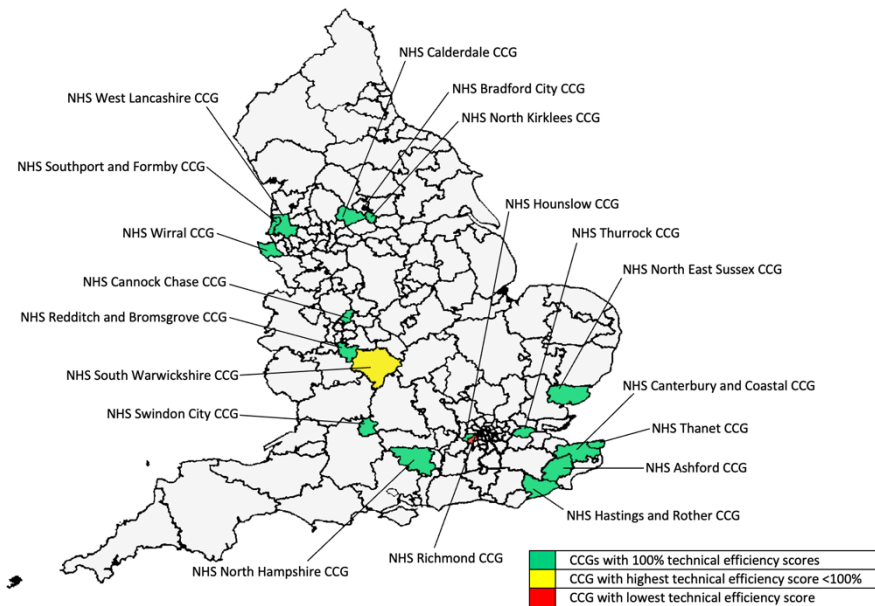 NHS Calderdale CCG
NHS Bradford City CCG
NHS West Lancashire CCG
NHS North Kirklees CCG
NHS Southport and Formby CCG
NHS Hounslow CCG
NHS Wirral CCG
NHS Thurrock CCG
NHS North East Sussex CCG
NHS Cannock Chase CCG
NHS Redditch and Bromsgrove CCG
NHS South Warwickshire CCG
NHS Canterbury and Coastal CCG
NHS Swindon City CCG
NHS Thanet CCG
NHS Ashford CCG
NHS Hastings and Rother CCG
NHS Richmond CCG
NHS North Hampshire CCG
CCGs with 100% technical efficiency scores
CCG with highest technical efficiency score <100%
CCG with lowest technical efficiency score